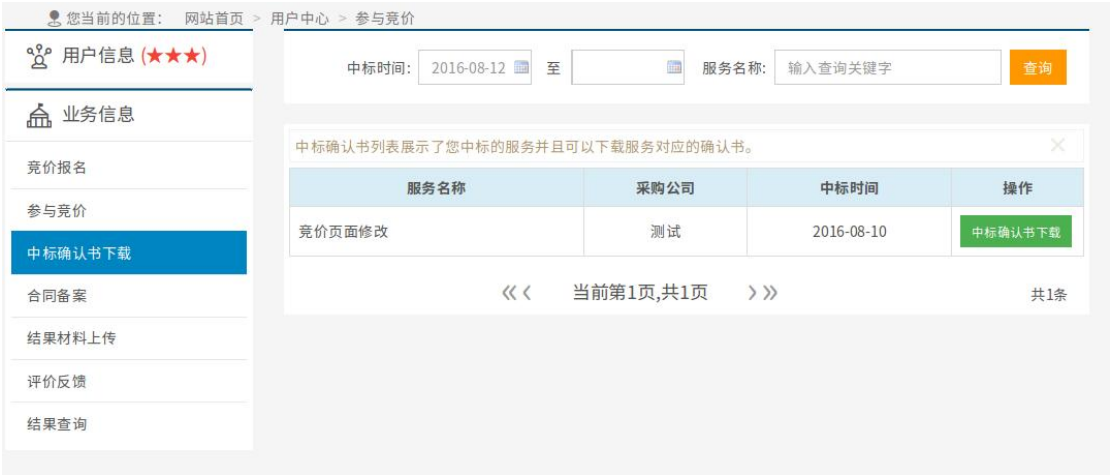 您当前的位置： 网站首页 > 用户中心 > 参与竞价
用户信息 (★★★)
业务信息
竞价报名
参与竞价
中标确认书下载
合同备案
结果材料上传
评价反馈
结果查询
中标时间: 2016-08-12 至 服务名称: 输入查询关键字 查询
中标确认书列表展示了您中标的服务并且可以下载服务对应的确认书。
服务名称 采购公司 中标时间 操作
竞价页面修改 测试 2016-08-10 中标确认书下载
当前第1页,共1页
共1条